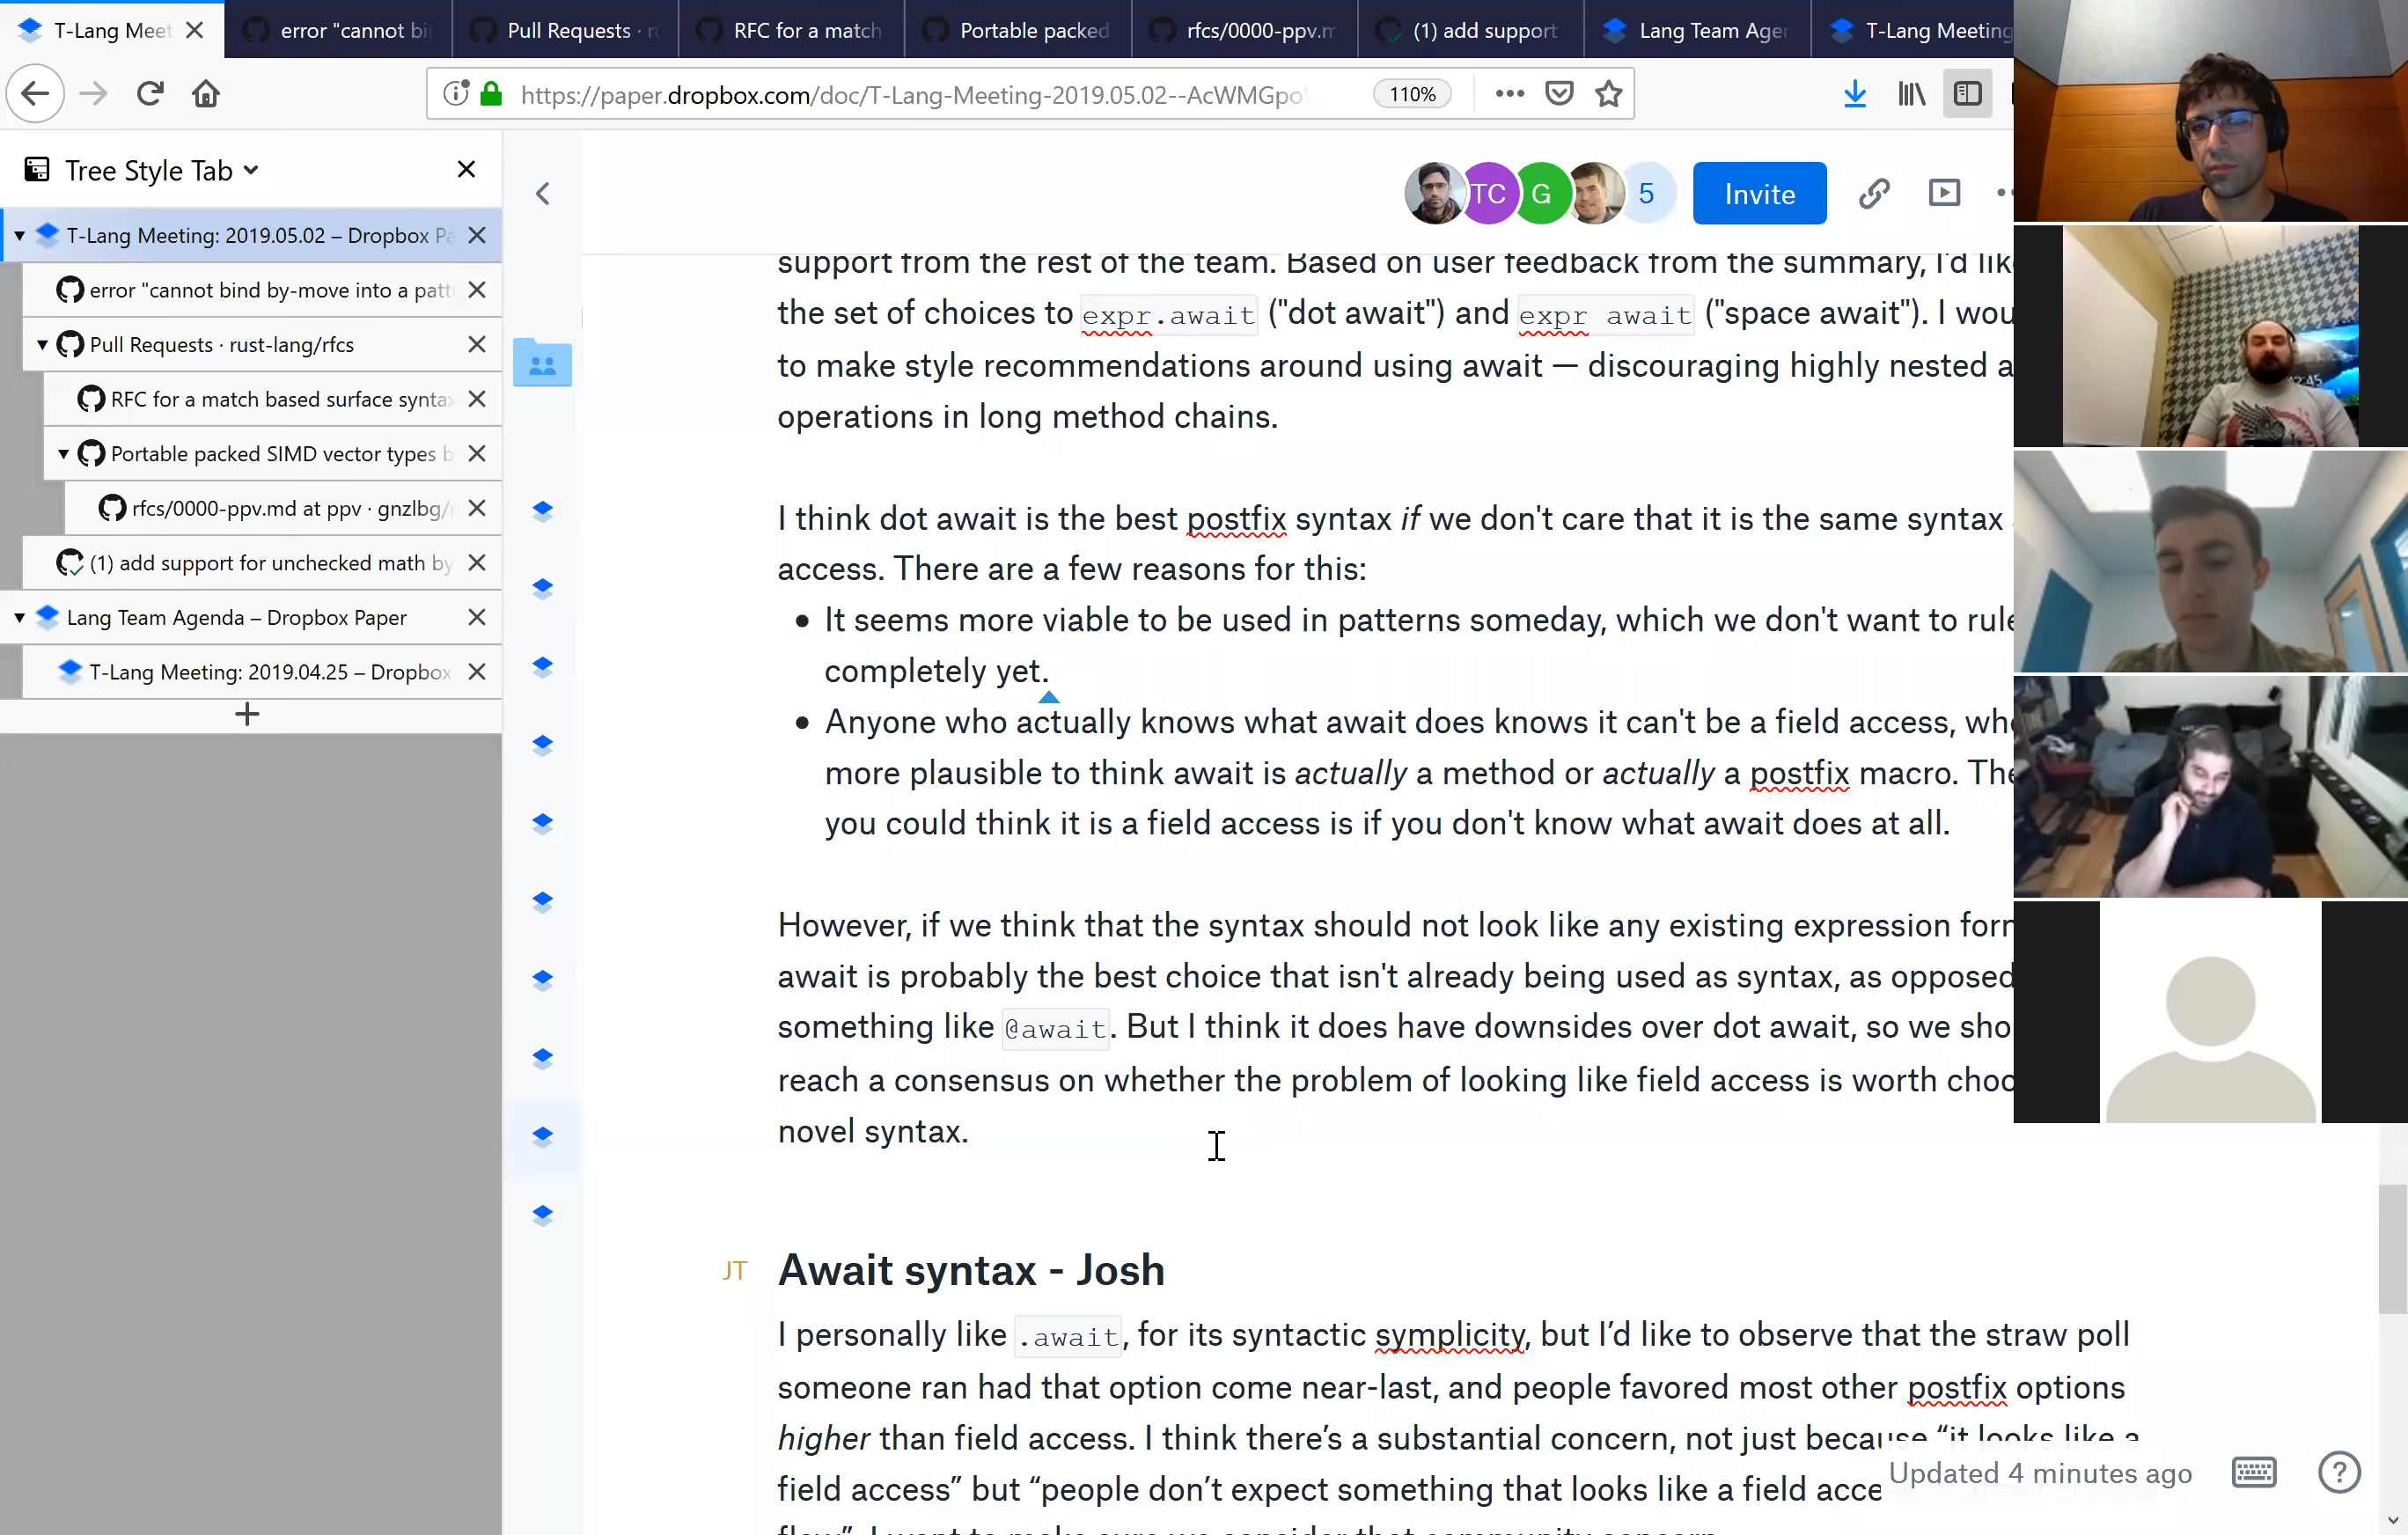 T-Lang Meet
error "cannot bi
Pull Requests · r
RFC for a match
Portable packed
rfcs/0000-ppv.m
(1) add support
Lang Team Agen
T-Lang Meeting
https://paper.dropbox.com/doc/T-Lang-Meeting-2019.05.02--AcWMGpo
110%
Tree Style Tab
T-Lang Meeting: 2019.05.02 – Dropbox Pa
error "cannot bind by-move into a patt
Pull Requests · rust-lang/rfcs
RFC for a match based surface synta
Portable packed SIMD vector types b
rfcs/0000-ppv.md at ppv · gnzlbg/
(1) add support for unchecked math by
Lang Team Agenda – Dropbox Paper
T-Lang Meeting: 2019.04.25 – Dropbox
TC
G
5
Invite
support from the rest of the team. Based on user feedback from the summary, I'd lik
the set of choices to expr.await ("dot await") and expr await ("space await"). I wou
to make style recommendations around using await — discouraging highly nested a
operations in long method chains.
I think dot await is the best postfix syntax if we don't care that it is the same syntax
access. There are a few reasons for this:
• It seems more viable to be used in patterns someday, which we don't want to rule
completely yet.
• Anyone who actually knows what await does knows it can't be a field access, whe
more plausible to think await is actually a method or actually a postfix macro. The
you could think it is a field access is if you don't know what await does at all.
However, if we think that the syntax should not look like any existing expression form
await is probably the best choice that isn't already being used as syntax, as opposed
something like @await. But I think it does have downsides over dot await, so we sho
reach a consensus on whether the problem of looking like field access is worth choo
novel syntax.
JT
Await syntax - Josh
I personally like .await, for its syntactic symplicity, but I’d like to observe that the straw poll
someone ran had that option come near-last, and people favored most other postfix options
higher than field access. I think there’s a substantial concern, not just because “it looks like a
field access” but “people don’t expect something that looks like a field acce
flow”. I want to make sure we consider that community concern.
Updated 4 minutes ago